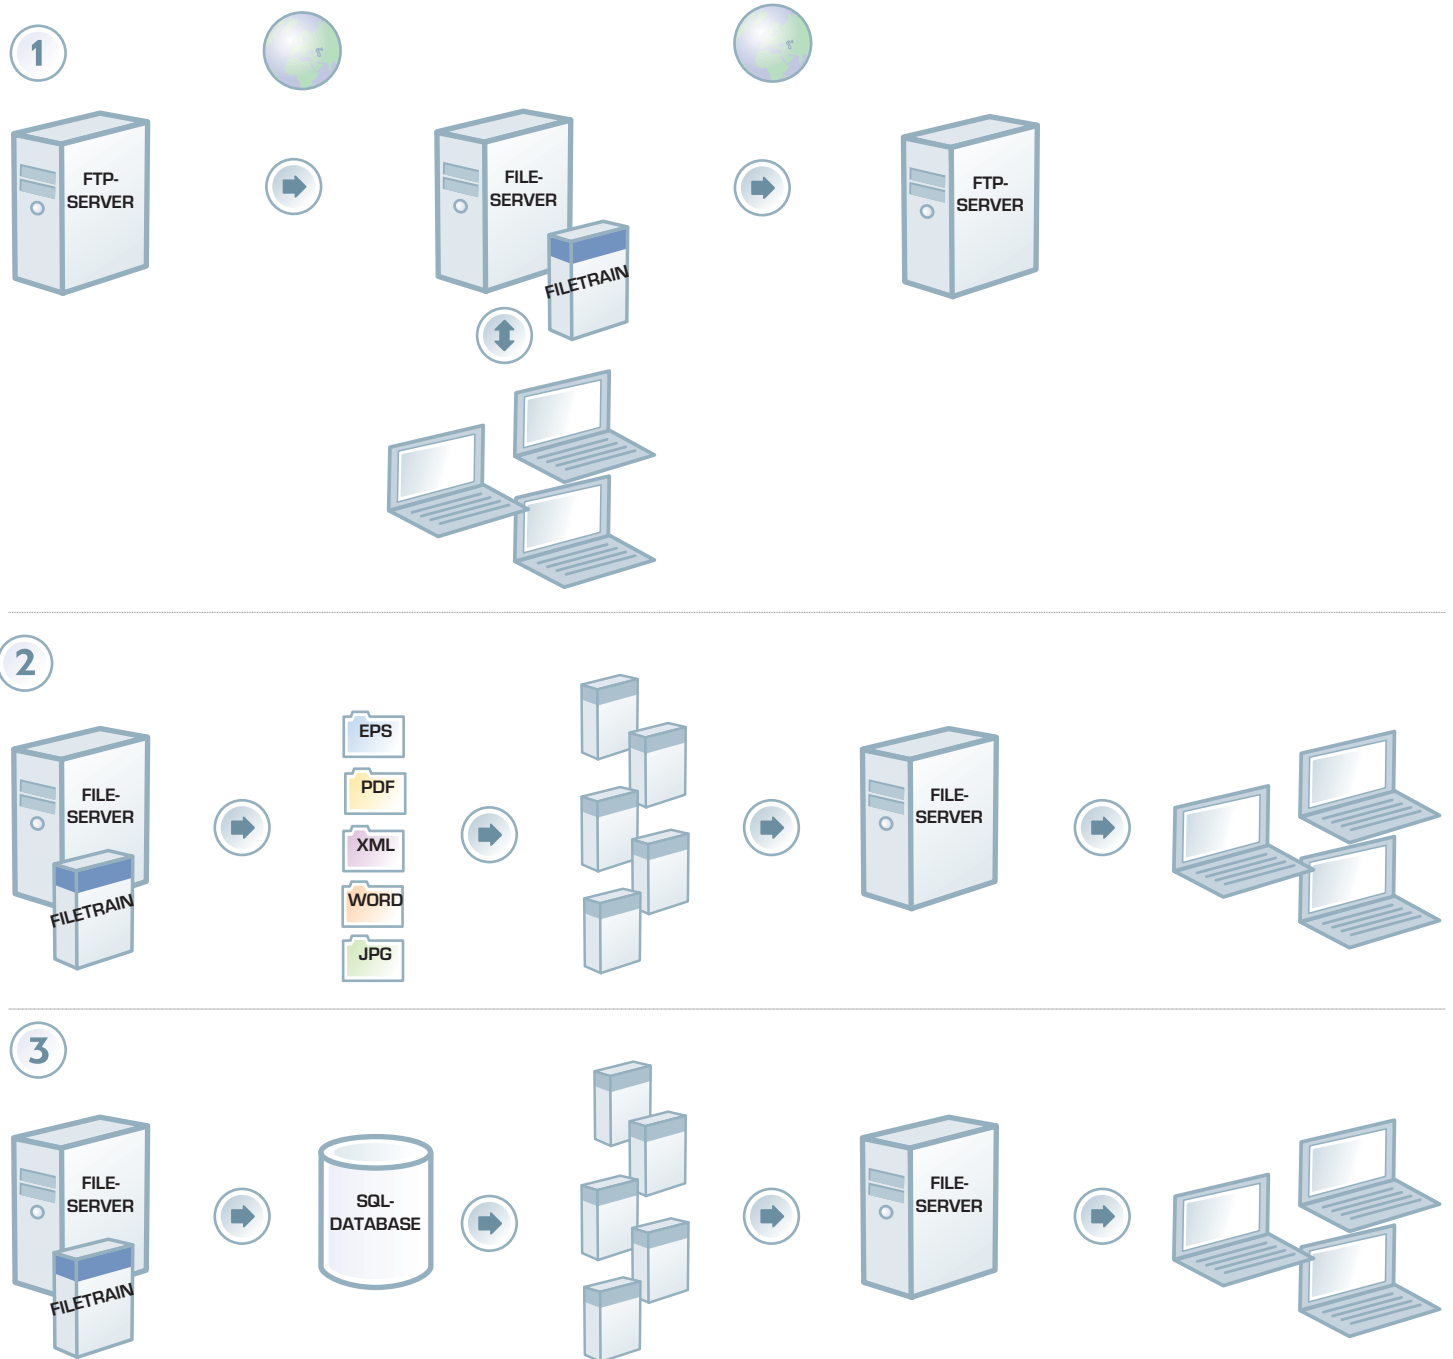 1
FTP-
SERVER
FILE-
SERVER
FILETRAIN
FTP-
SERVER
2
FILE-
SERVER
FILETRAIN
EPS
PDF
XML
WORD
JPG
FILE-
SERVER
3
FILE-
SERVER
FILETRAIN
SQL-
DATABASE
FILE-
SERVER